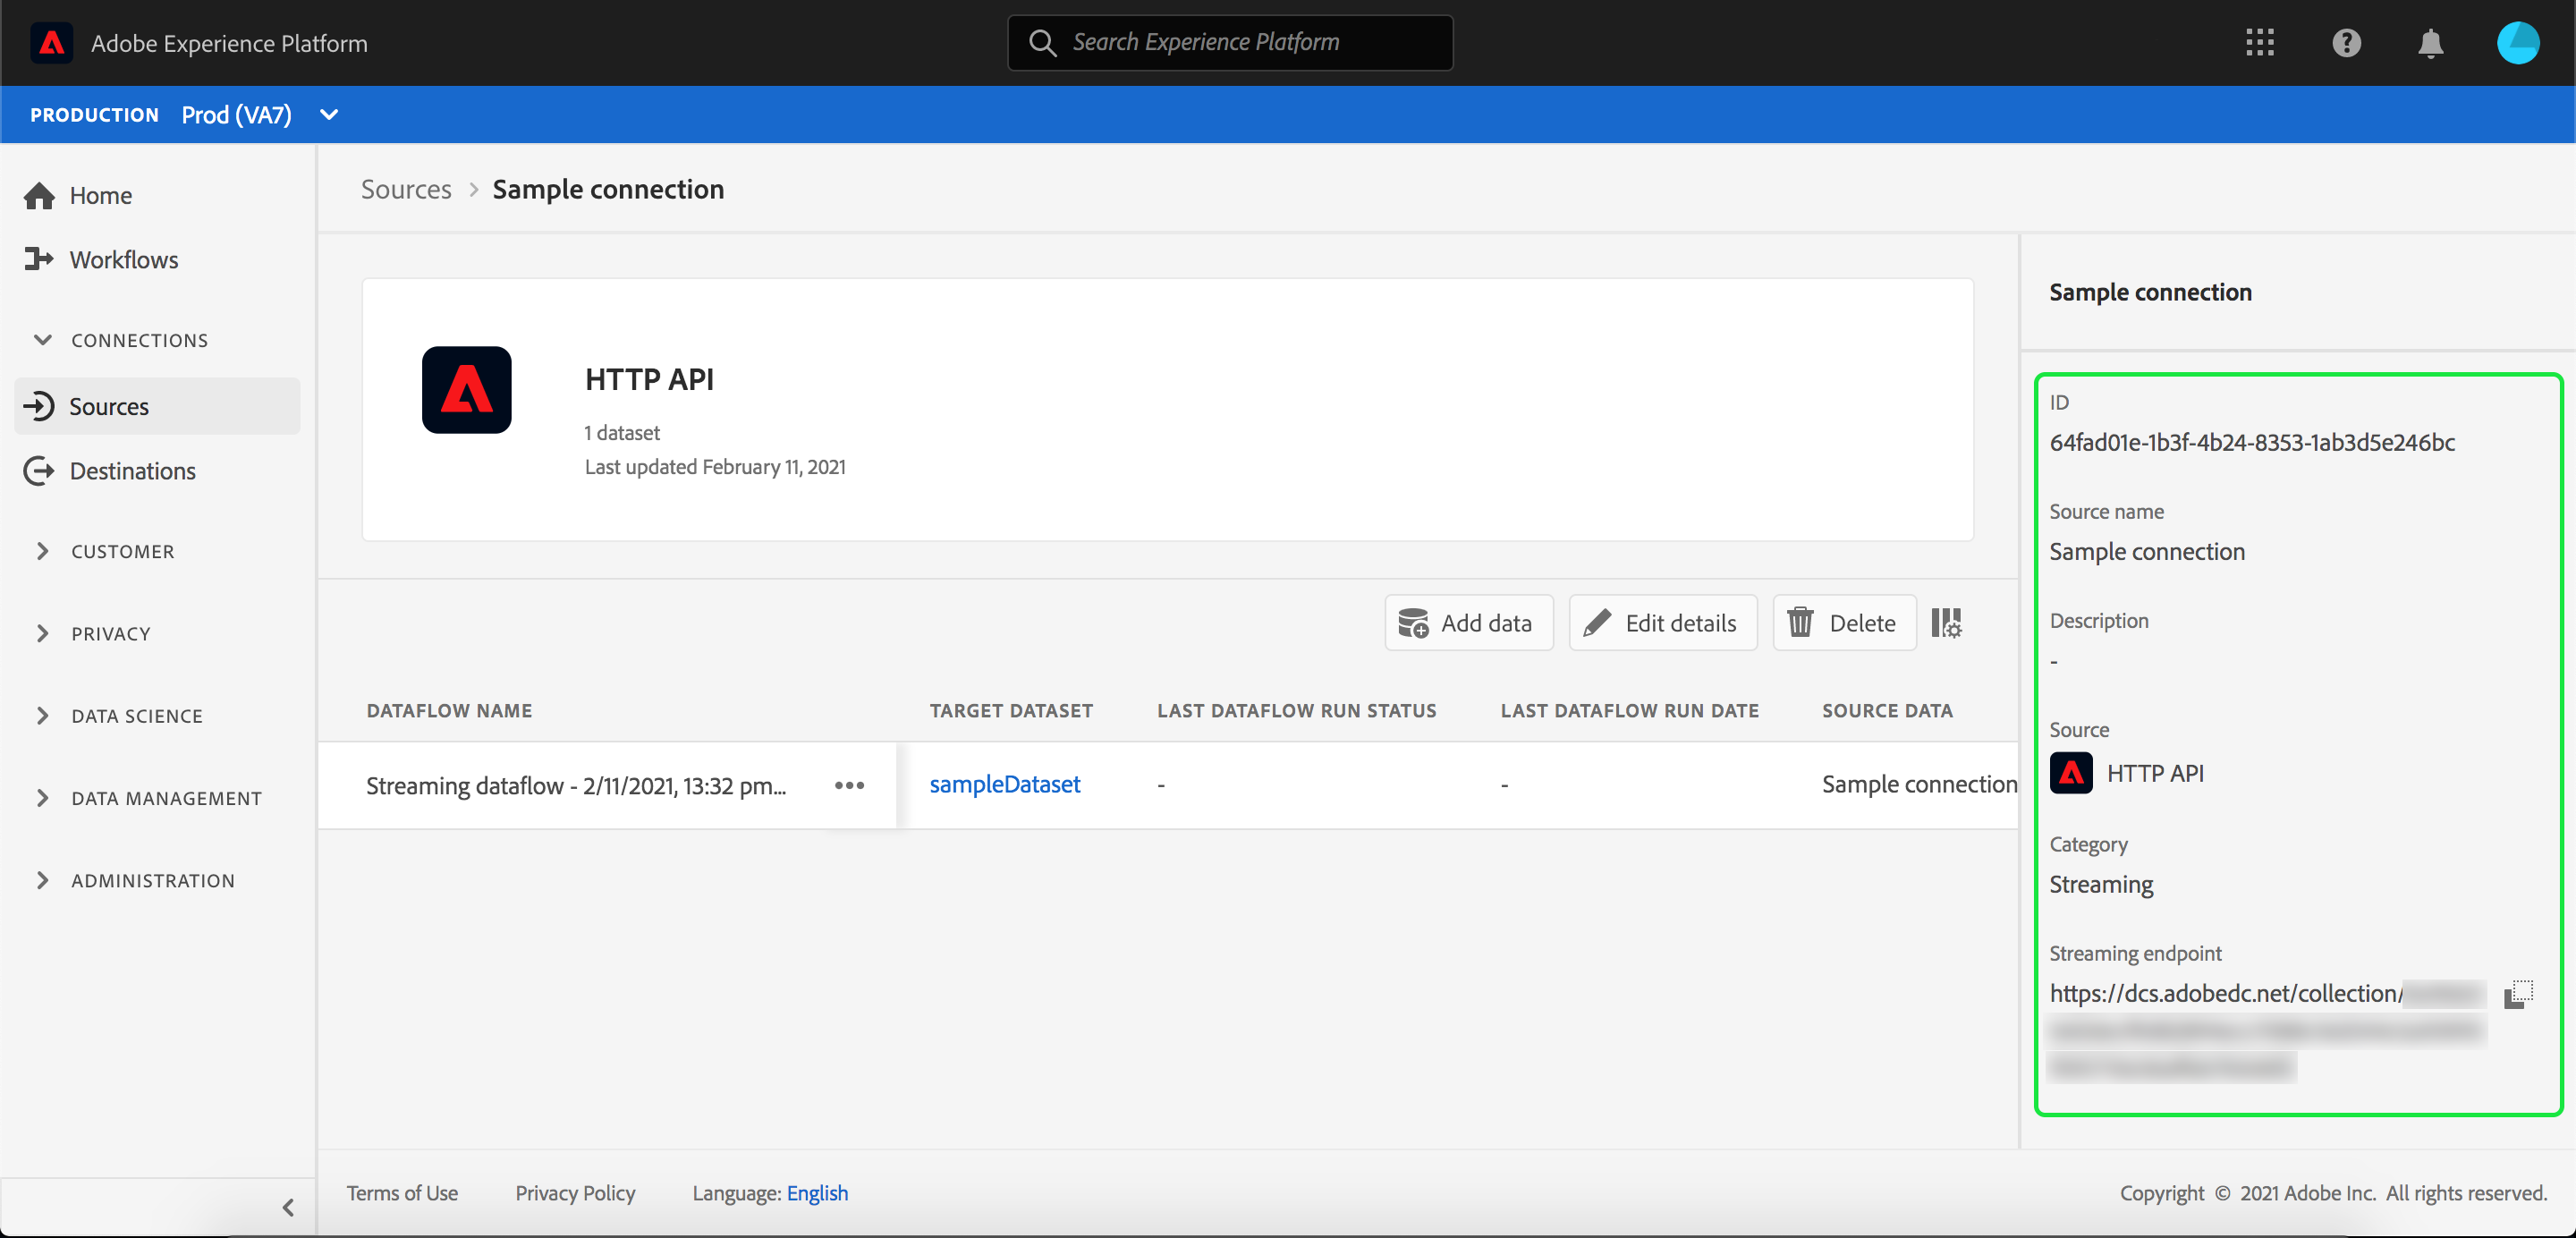 Adobe Experience Platform
Search Experience Platform
PRODUCTION Prod (VA7)
Home
Workflows
CONNECTIONS
Sources
Destinations
CUSTOMER
PRIVACY
DATA SCIENCE
DATA MANAGEMENT
ADMINISTRATION
Sources > Sample connection
HTTP API
1 dataset
Last updated February 11, 2021
Add data Edit details Delete
DATAFLOW NAME TARGET DATASET LAST DATAFLOW RUN STATUS LAST DATAFLOW RUN DATE SOURCE DATA
Streaming dataflow - 2/11/2021, 13:32 pm... sampleDataset - - Sample connection
Sample connection
ID
64fad01e-1b3f-4b24-8353-1ab3d5e246bc
Source name
Sample connection
Description
-
Source
HTTP API
Category
Streaming
Streaming endpoint
https://dcs.adobedc.net/collection/
Terms of Use Privacy Policy Language: English
Copyright © 2021 Adobe Inc. All rights reserved.